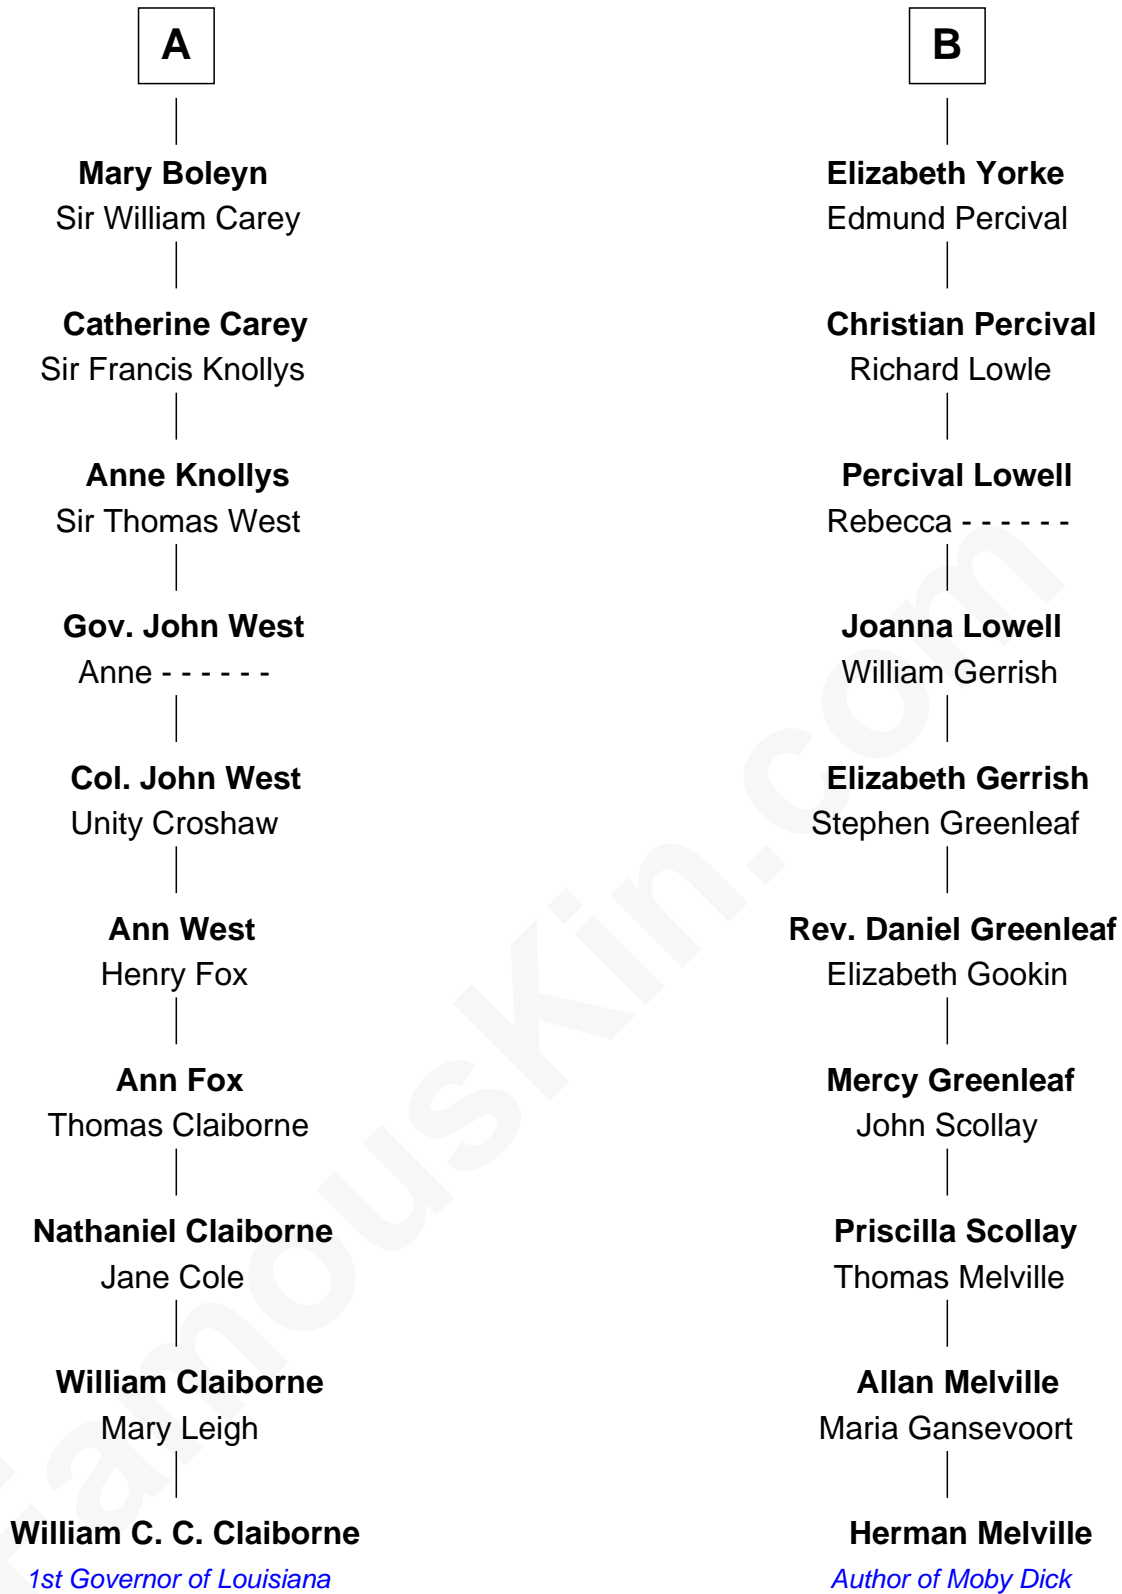 A
Mary Boleyn
Sir William Carey
Catherine Carey
Sir Francis Knollys
Anne Knollys
Sir Thomas West
Gov. John West
Anne - - - - - -
Col. John West
Unity Croshaw
Ann West
Henry Fox
Ann Fox
Thomas Claiborne
Nathaniel Claiborne
Jane Cole
William Claiborne
Mary Leigh
William C. C. Claiborne
1st Governor of Louisiana
B
Elizabeth Yorke
Edmund Percival
Christian Percival
Richard Lowle
Percival Lowell
Rebecca - - - - - -
Joanna Lowell
William Gerrish
Elizabeth Gerrish
Stephen Greenleaf
Rev. Daniel Greenleaf
Elizabeth Gookin
Mercy Greenleaf
John Scollay
Priscilla Scollay
Thomas Melville
Allan Melville
Maria Gansevoort
Herman Melville
Author of Moby Dick
FamousKin.com